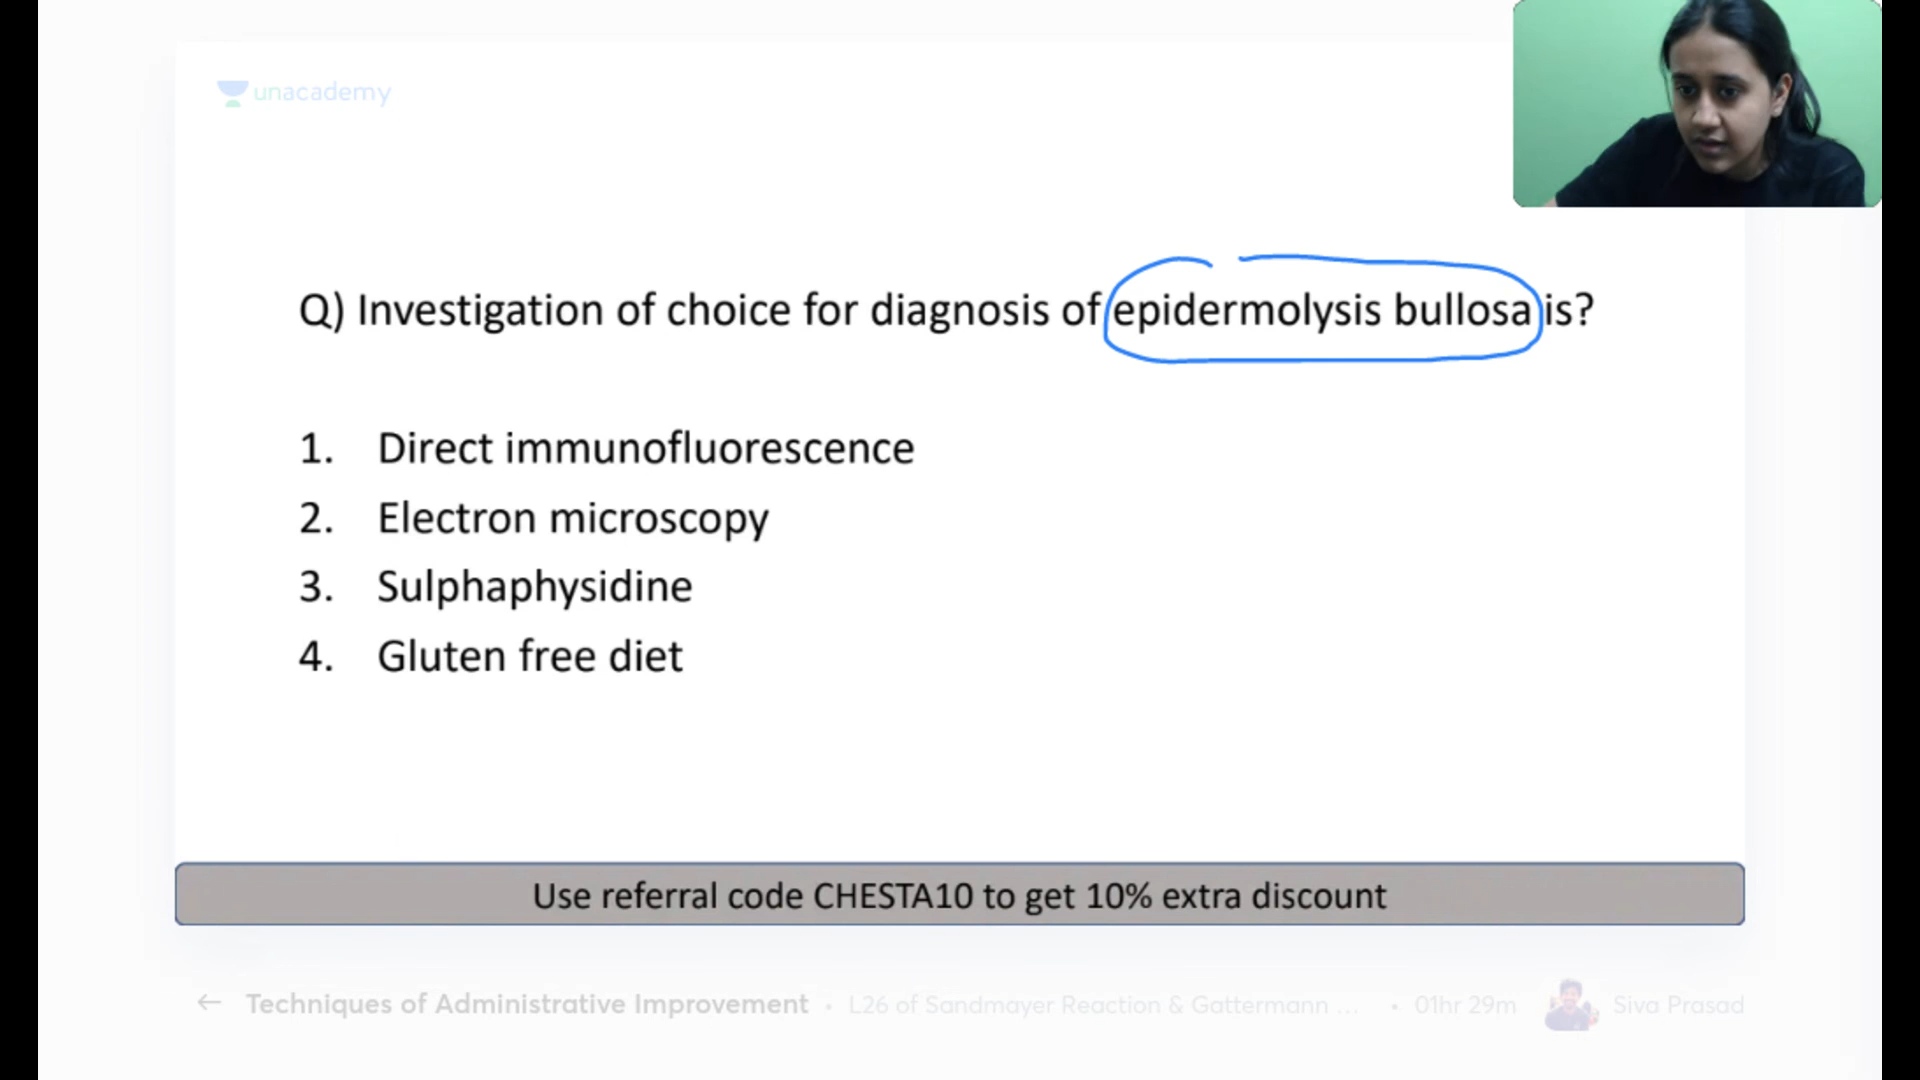 unacademy
Q) Investigation of choice for diagnosis of epidermolysis bullosa is?
1. Direct immunofluorescence
2. Electron microscopy
3. Sulphaphysidine
4. Gluten free diet
Use referral code CHESTA10 to get 10% extra discount
← Techniques of Administrative Improvement • L26 of Sandmayer Reaction & Gattermann ... • 01hr 29m Siva Prasad